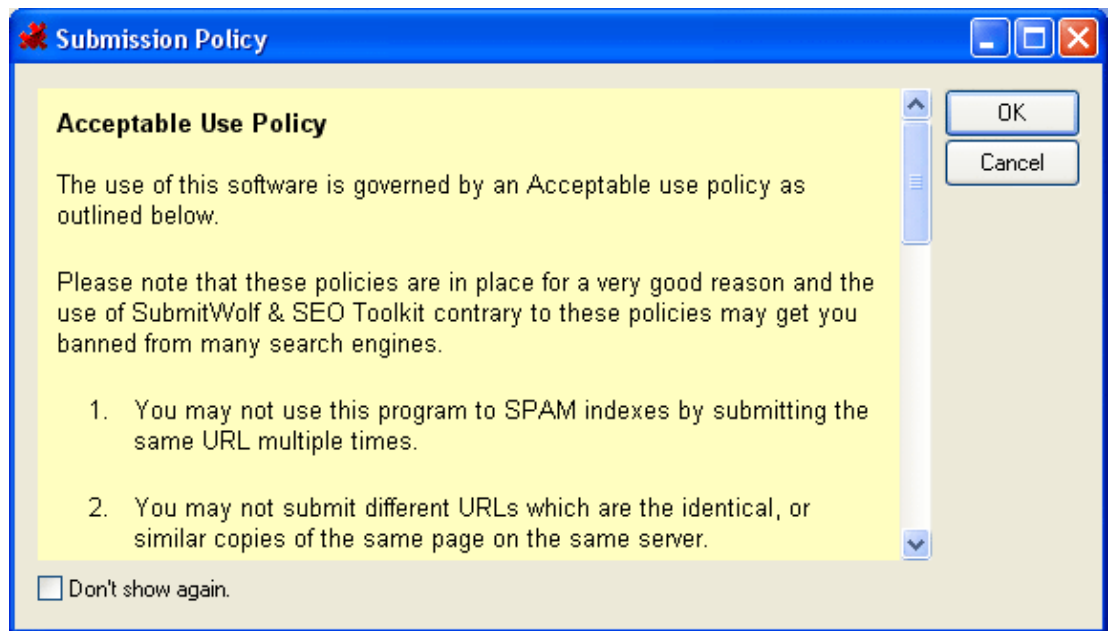 Submission Policy
Acceptable Use Policy
OK
Cancel
The use of this software is governed by an Acceptable use policy as
outlined below.
Please note that these policies are in place for a very good reason and the
use of SubmitWolf & SEO Toolkit contrary to these policies may get you
banned from many search engines.
1. You may not use this program to SPAM indexes by submitting the
same URL multiple times.
2. You may not submit different URLs which are the identical, or
similar copies of the same page on the same server.
Don't show again.